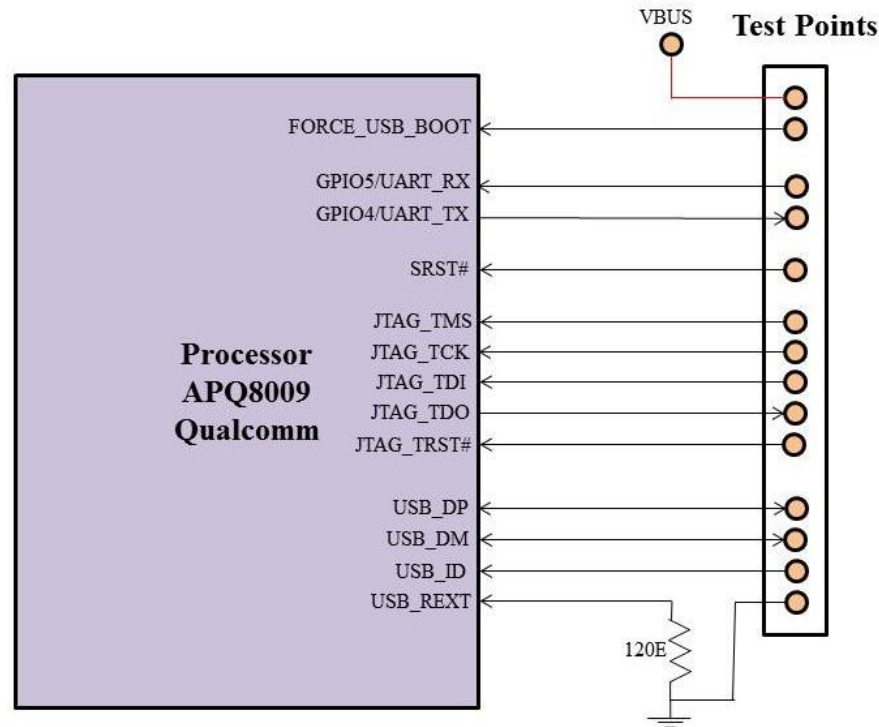 VBUS
Test Points
FORCE_USB_BOOT
GPIO5/UART_RX
GPIO4/UART_TX
SRST#
JTAG_TMS
JTAG_TCK
JTAG_TDI
JTAG_TDO
JTAG_TRST#
Processor
APQ8009
Qualcomm
USB_DP
USB_DM
USB_ID
USB_REXT
120E